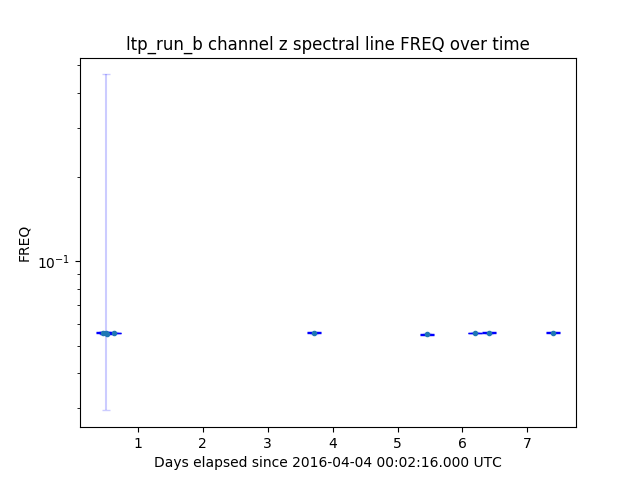 ltp_run_b channel z spectral line FREQ over time
FREQ
10⁻¹
1 2 3 4 5 6 7
Days elapsed since 2016-04-04 00:02:16.000 UTC